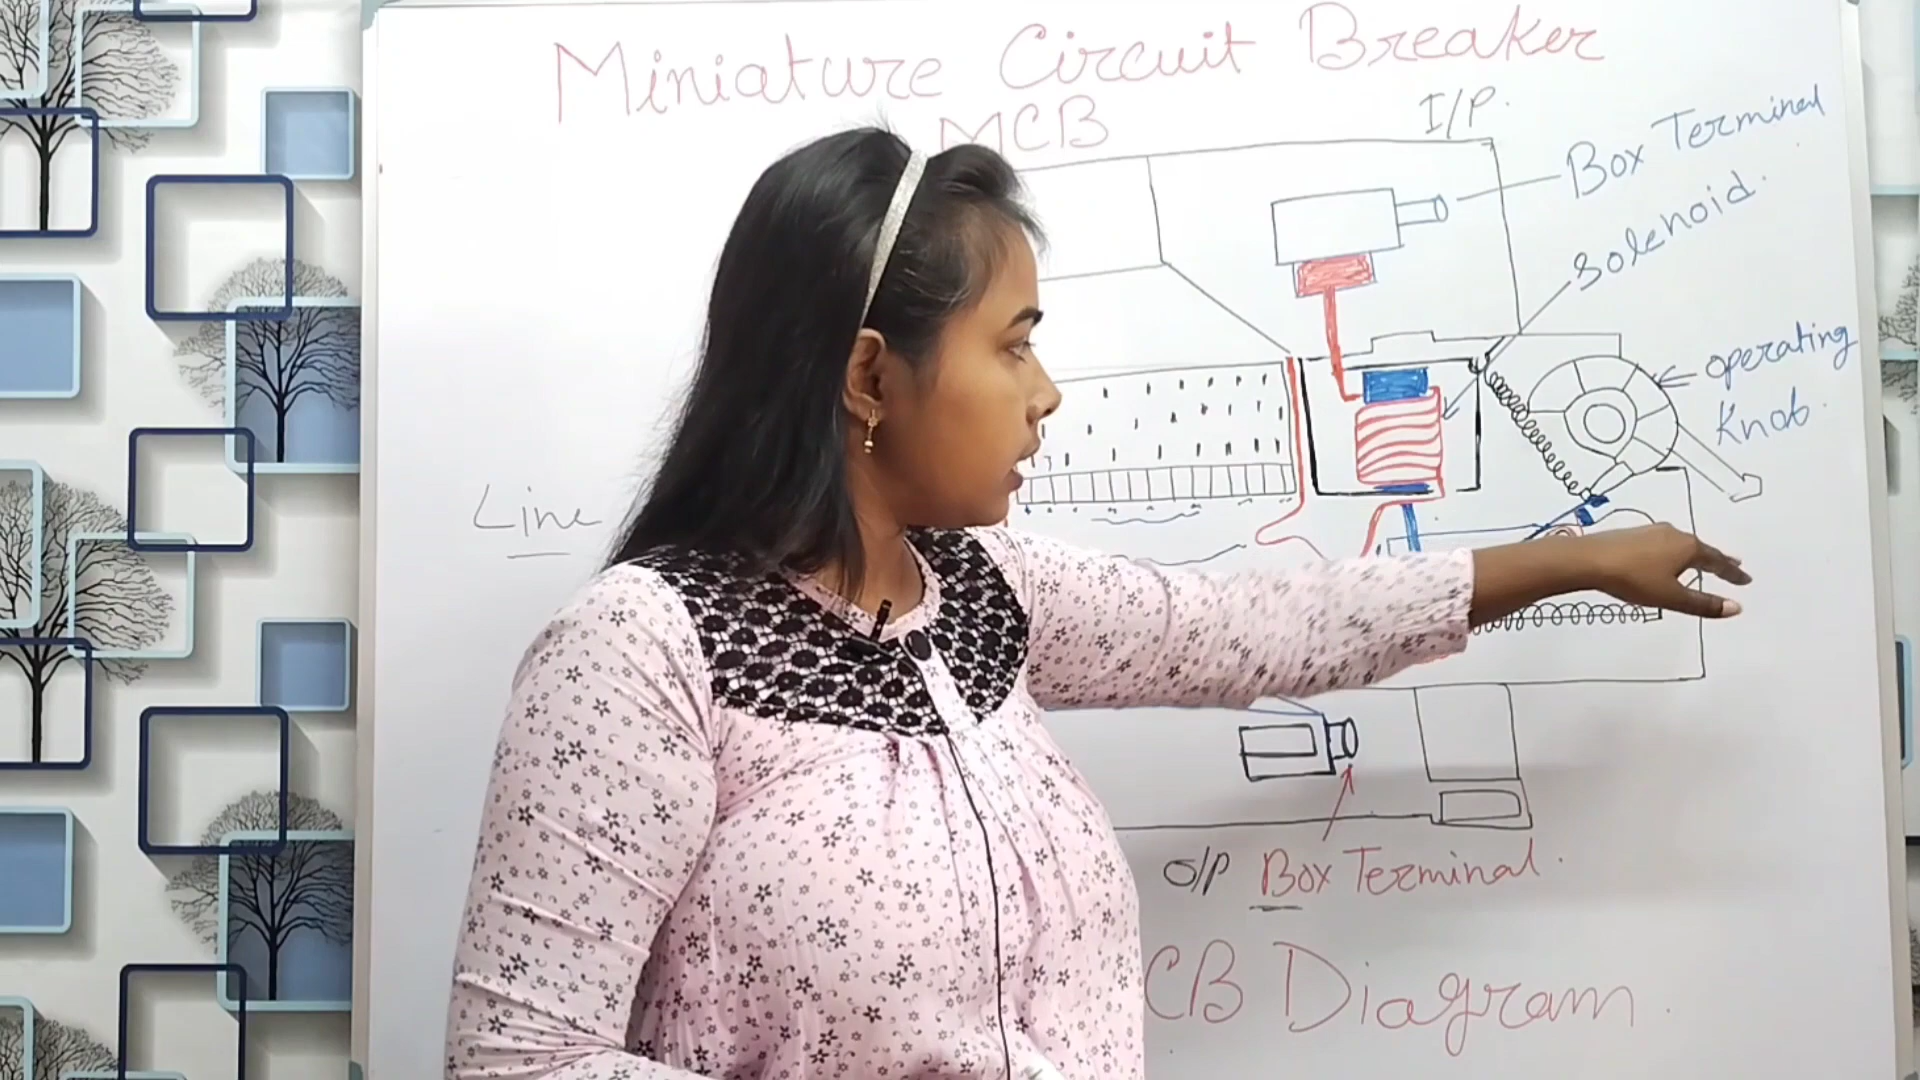 Miniature Circuit Breaker
MCB
I/P.
Box Terminal
Solenoid.
operating
Knob.
Line
O/P Box Terminal.
CB Diagram.